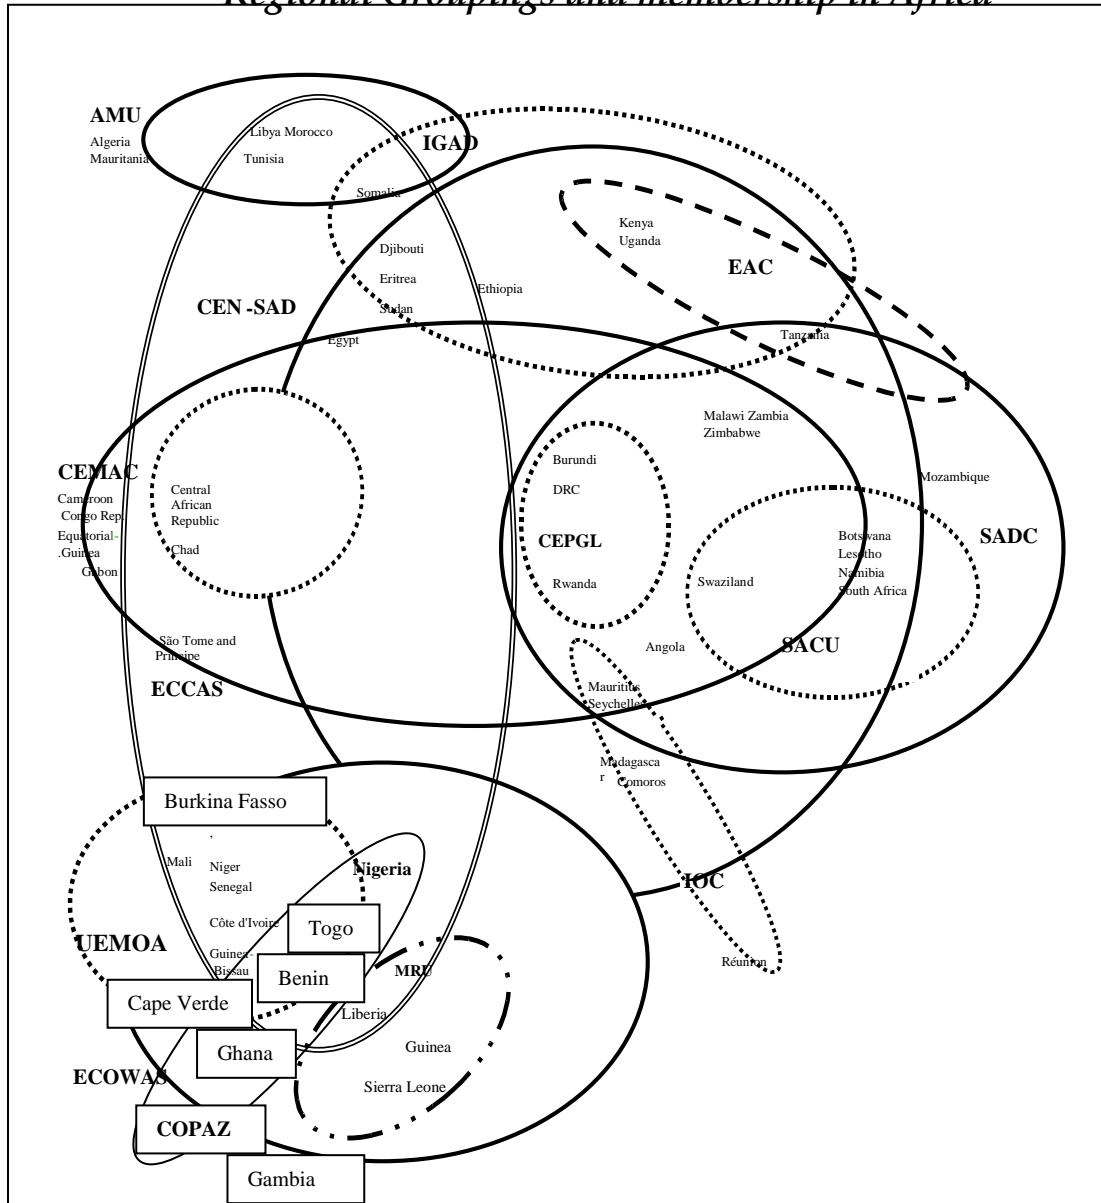 Regional Groupings and membership in Africa
AMU
Algeria
Mauritania
Libya Morocco
Tunisia
IGAD
Somalia
Kenya
Uganda
EAC
Djibouti
Eritrea
Ethiopia
Sudan
CEN -SAD
Egypt
Tanzania
Malawi Zambia
Zimbabwe
CEMAC
Cameroon
Congo Rep.
Equatorial-
.Guinea
Gabon
Central
African
Republic
Chad
Burundi
DRC
CEPGL
Rwanda
Mozambique
SADC
Botswana
Lesotho
Namibia
South Africa
Swaziland
SACU
Angola
São Tome and
Principe
ECCAS
Mauritius
Seychelles
Madagasca
r
Comoros
IOC
Réunion
Burkina Fasso
,
Mali
Niger
Senegal
Nigeria
Côte d'Ivoire
Togo
UEMOA
Guinea-
Bissau
Benin
MRU
Cape Verde
Liberia
Ghana
Guinea
ECOWAS
Sierra Leone
COPAZ
Gambia